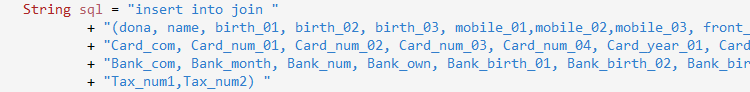 String sql = "insert into join "
+ "(dona, name, birth_01, birth_02, birth_03, mobile_01,mobile_02,mobile_03, front_
+ "Card_com, Card_num_01, Card_num_02, Card_num_03, Card_num_04, Card_year_01, Card
+ "Bank_com, Bank_month, Bank_num, Bank_own, Bank_birth_01, Bank_birth_02, Bank_bir
+ "Tax_num1,Tax_num2) "